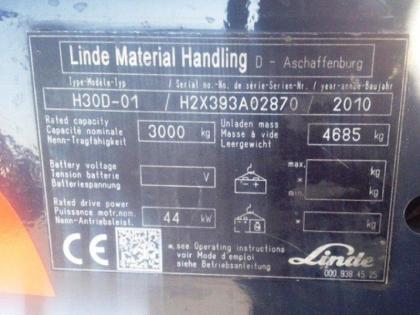 Linde Material Handling D - Aschaffenburg
Type-Modèle-Typ / Serial no.-No. de série-Serien-Nr. / year-année-Baujahr
H30D-01 / H2X393A02870 / 2010
Rated capacity
Capacité nominale
Nenn-Tragfähigkeit
3000 kg
Unladen mass
Masse à vide
Leergewicht
4685 kg
Battery voltage
Tension batterie
Batteriespannung
V
max.
*
min.
kg
kg
Rated drive power
Puissance motr.nom.
Nenn-Antriebsleist.
44 kW
* kg
CE
*.see Operating instructions
voir Mode d'emploi
siehe Betriebsanleitung
Linde
000 938 45 25